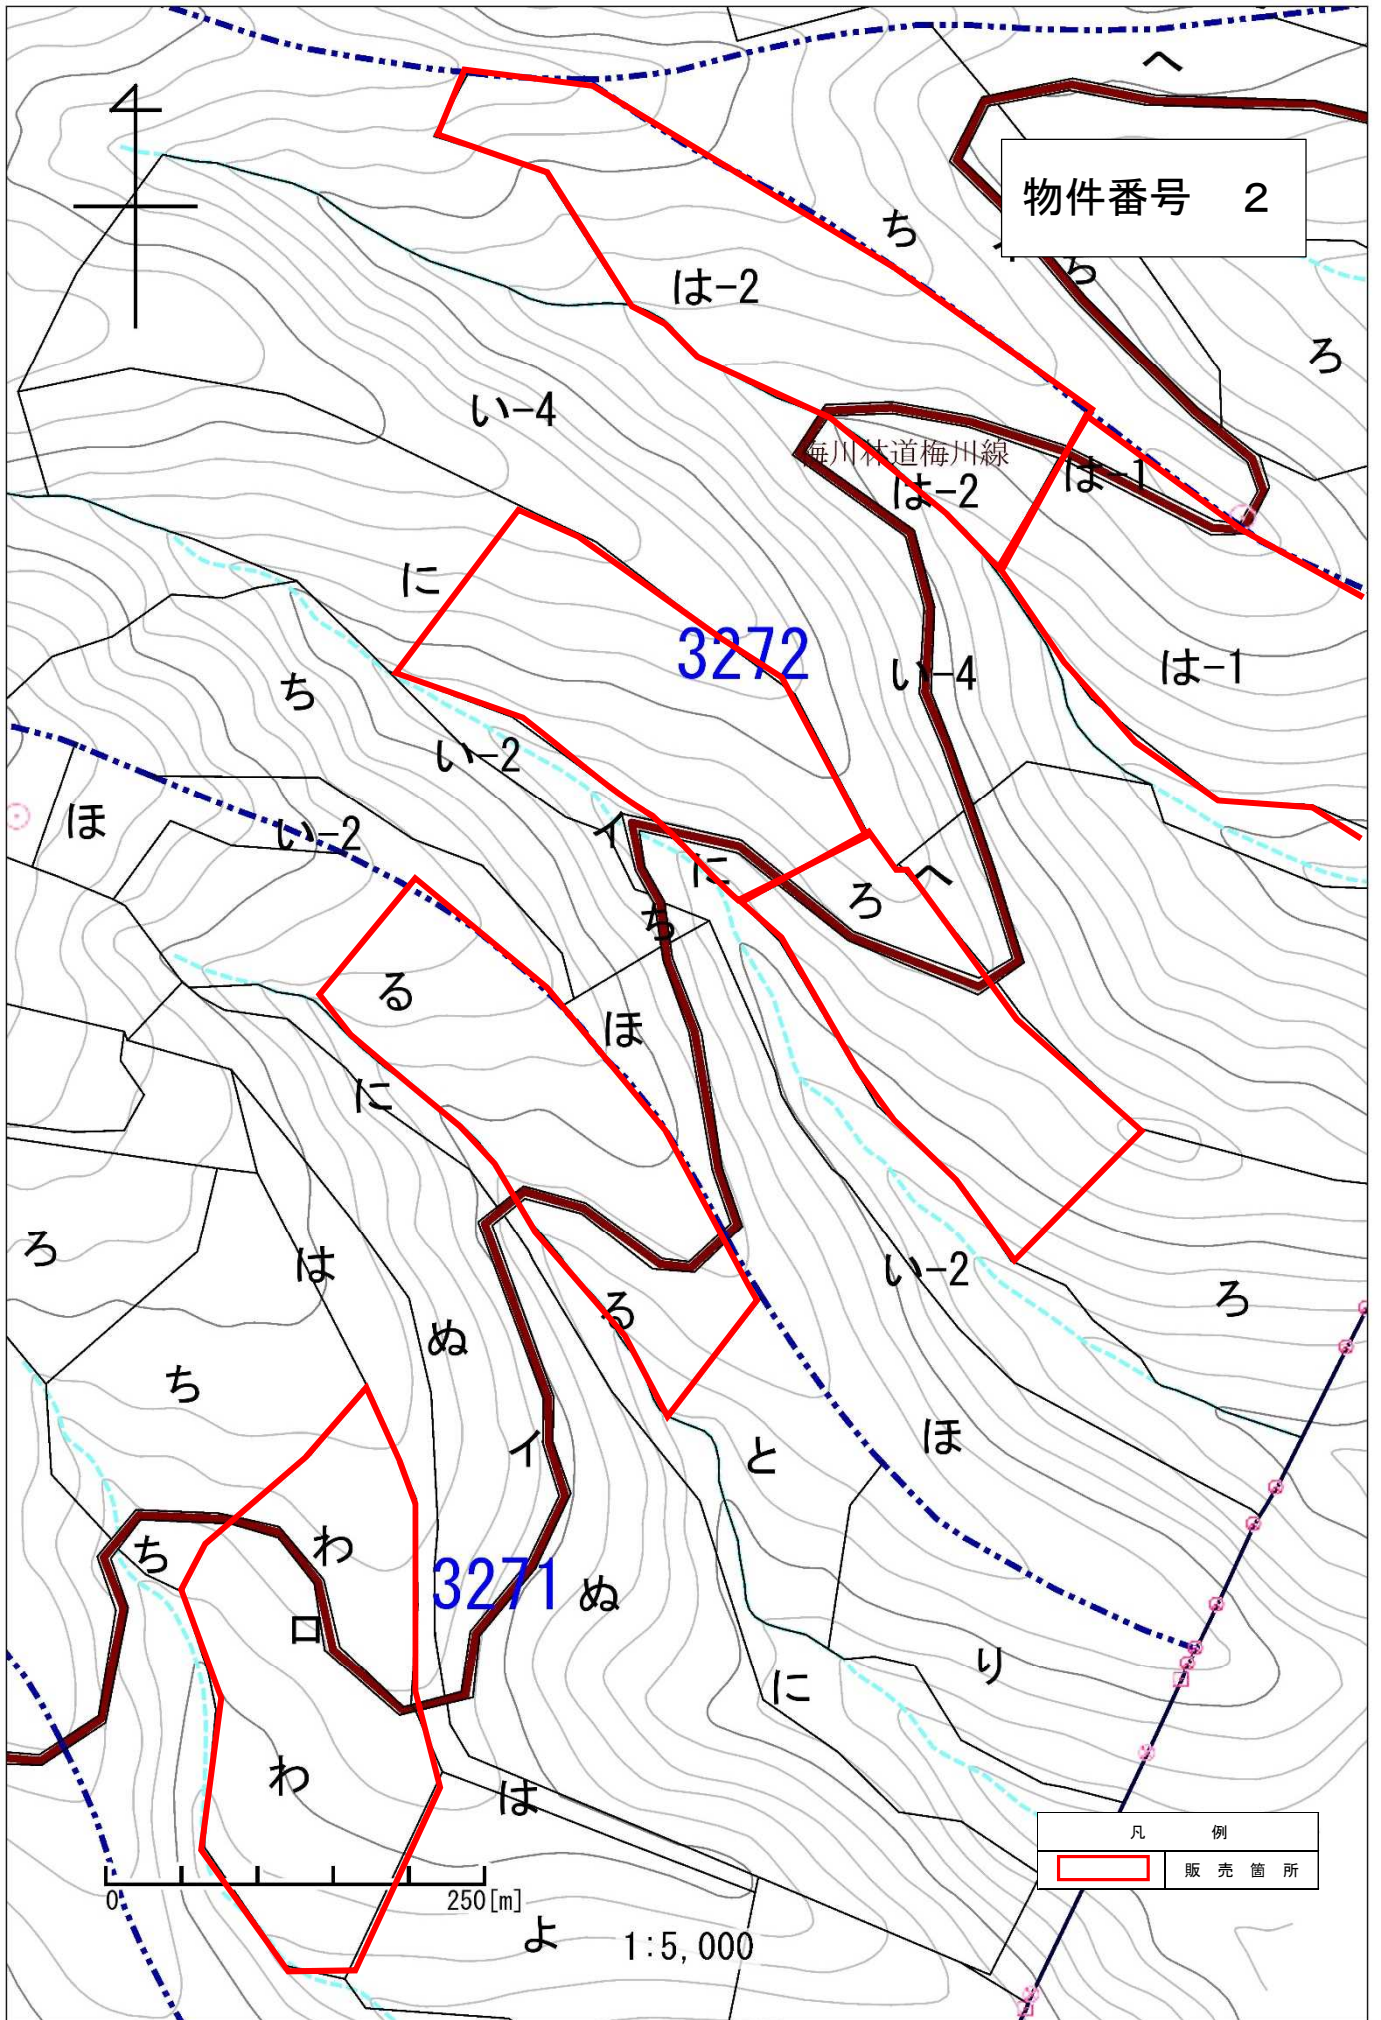 へ
物件番号　２
ち
ち
は-2
ろ
い-4
梅川林道梅川線
は-1
は-2
に
3272
い-4
は-1
ち
い-2
ほ
い-2
イ
に
へ
ろ
ち
る
ほ
に
ろ
は
い-2
ろ
る
ぬ
ち
ほ
と
イ
わ
ち
3271
ぬ
ロ
り
に
わ
は
凡　例
販 売 箇 所
0
250[m]
よ
1:5,000